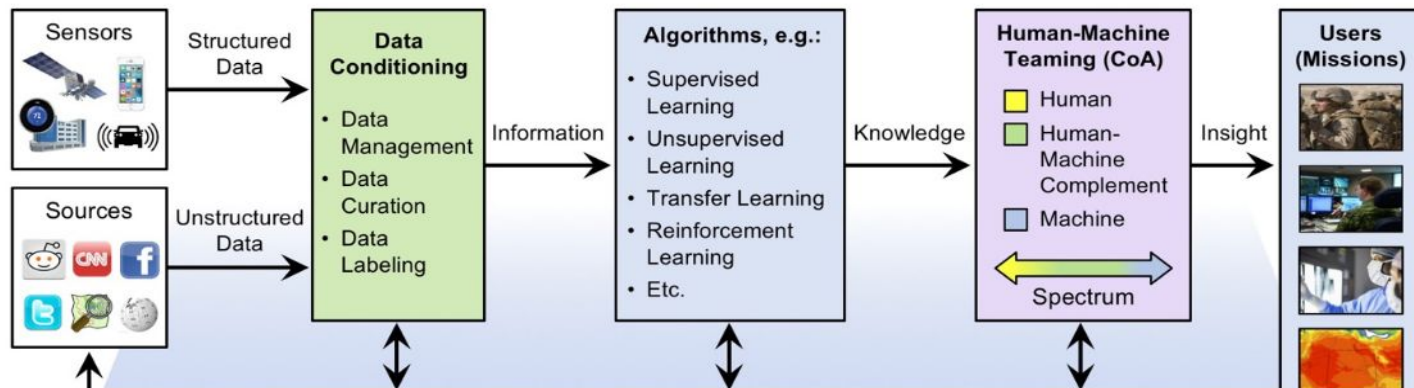 Sensors
Structured
Data
Sources
CNN
f
Unstructured
Data
Data
Conditioning
• Data
Management
• Data
Curation
• Data
Labeling
Information
Algorithms, e.g.:
• Supervised
Learning
• Unsupervised
Learning
• Transfer Learning
• Reinforcement
Learning
• Etc.
Knowledge
Human-Machine
Teaming (CoA)
Human
Human-
Machine
Complement
Machine
Spectrum
Insight
Users
(Missions)